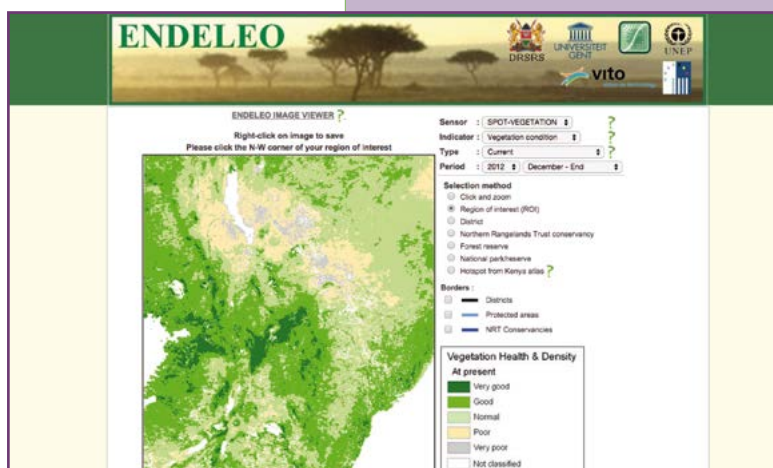 ENDELEO
DRSRS
UNIVERSITEIT
GENT
UNEP
vito
ENDELEO IMAGE VIEWER ?
Right-click on image to save
Please click the N-W corner of your region of interest
Sensor : SPOT-VEGETATION ?
Indicator : Vegetation condition ?
Type : Current ?
Period : 2012 December - End
Selection method
Click and zoom
Region of interest (ROI)
District
Northern Rangelands Trust conservancy
Forest reserve
National park/reserve
Hotspot from Kenya atlas ?
Borders :
Districts
Protected areas
NRT Conservancies
Vegetation Health & Density
At present
Very good
Good
Normal
Poor
Very poor
Not classified